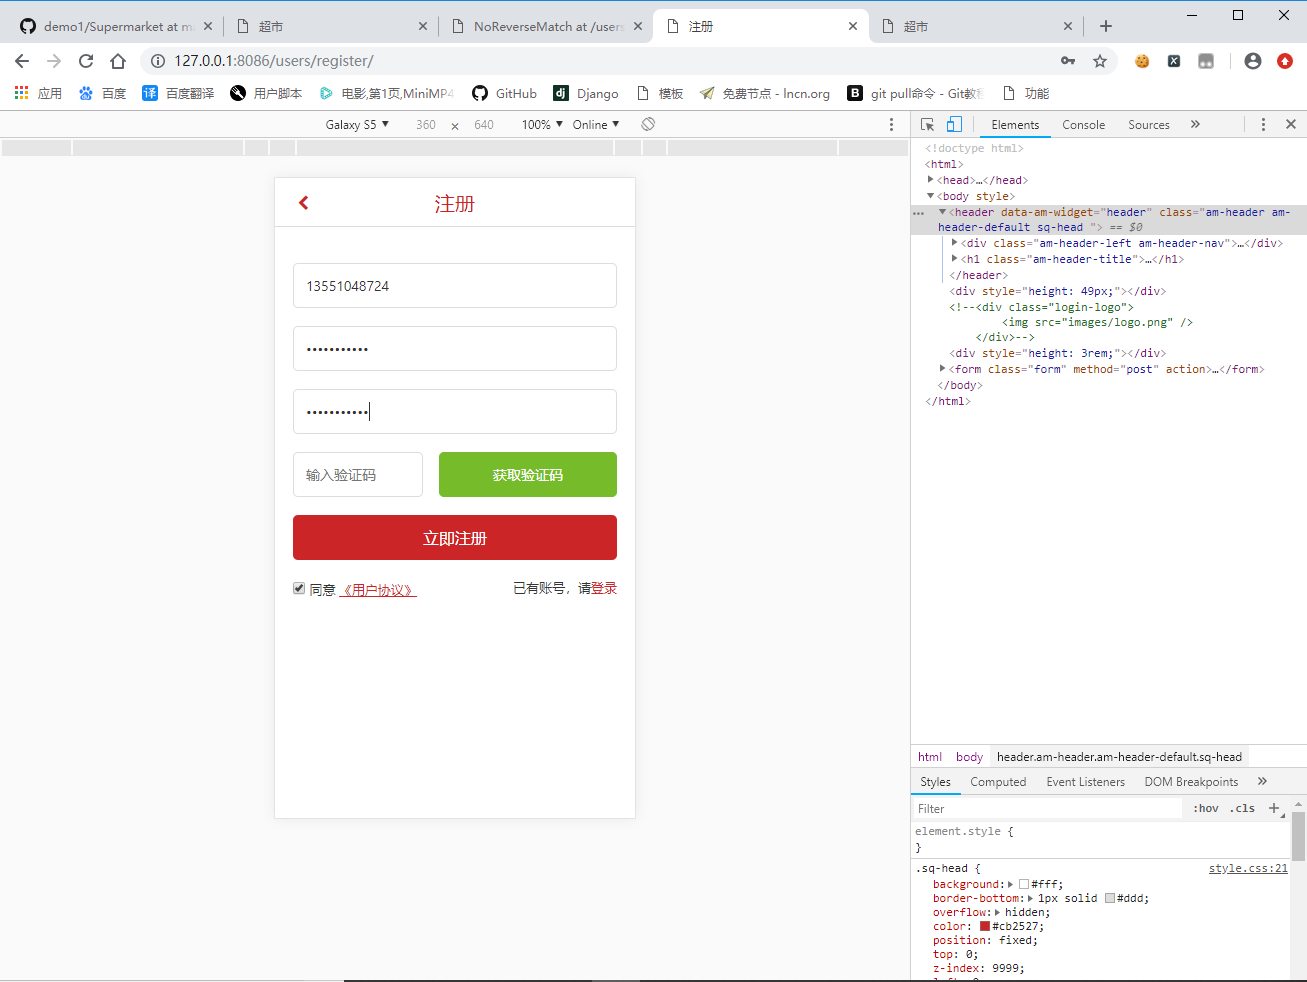 demo1/Supermarket at m
超市
NoReverseMatch at /users
注册
超市
127.0.0.1:8086/users/register/
应用
百度
译
百度翻译
用户脚本
电影,第1页,MiniMP4
GitHub
dj
Django
模板
免费节点 - lncn.org
B
git pull命令 - Git教程
功能
Galaxy S5 ▼ 360 × 640 100% ▼ Online ▼
Elements Console Sources »
<!doctype html>
<html>
<head>…</head>
<body style>
<header data-am-widget="header" class="am-header am-
header-default sq-head "> == $0
<div class="am-header-left am-header-nav">…</div>
<h1 class="am-header-title">…</h1>
</header>
<div style="height: 49px;"></div>
<!--<div class="login-logo">
<img src="images/logo.png" />
</div>-->
<div style="height: 3rem;"></div>
<form class="form" method="post" action>…</form>
</body>
</html>
注册
13551048724
•••••••••••
•••••••••••
输入验证码
获取验证码
立即注册
同意 《用户协议》
已有账号，请登录
html body header.am-header.am-header-default.sq-head
Styles Computed Event Listeners DOM Breakpoints »
Filter :hov .cls +
element.style {
}
.sq-head { style.css:21
background: #fff;
border-bottom: 1px solid #ddd;
overflow: hidden;
color: #cb2527;
position: fixed;
top: 0;
z-index: 9999;